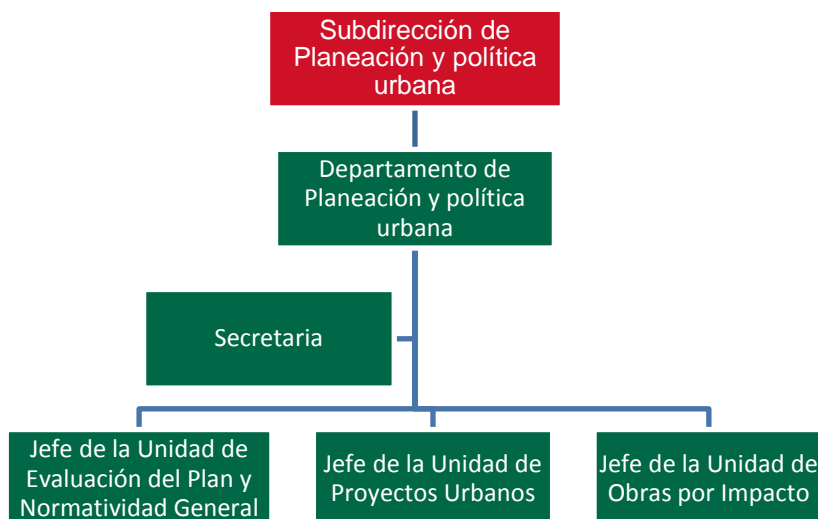 Subdirección de
Planeación y política
urbana
Departamento de
Planeación y política
urbana
Secretaria
Jefe de la Unidad de
Evaluación del Plan y
Normatividad General
Jefe de la Unidad de
Proyectos Urbanos
Jefe de la Unidad de
Obras por Impacto